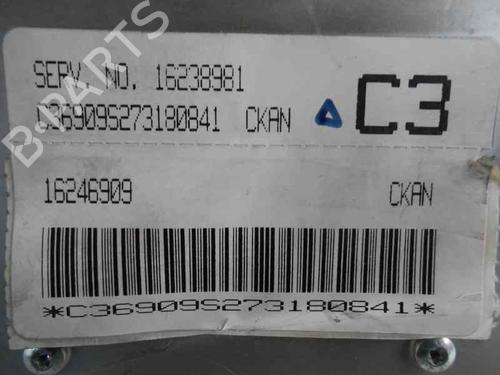 SERV. NO. 16238981
C36909S273180841 CKAN
C3
16246909 CKAN
*C36909S273180841*
B-PARTS